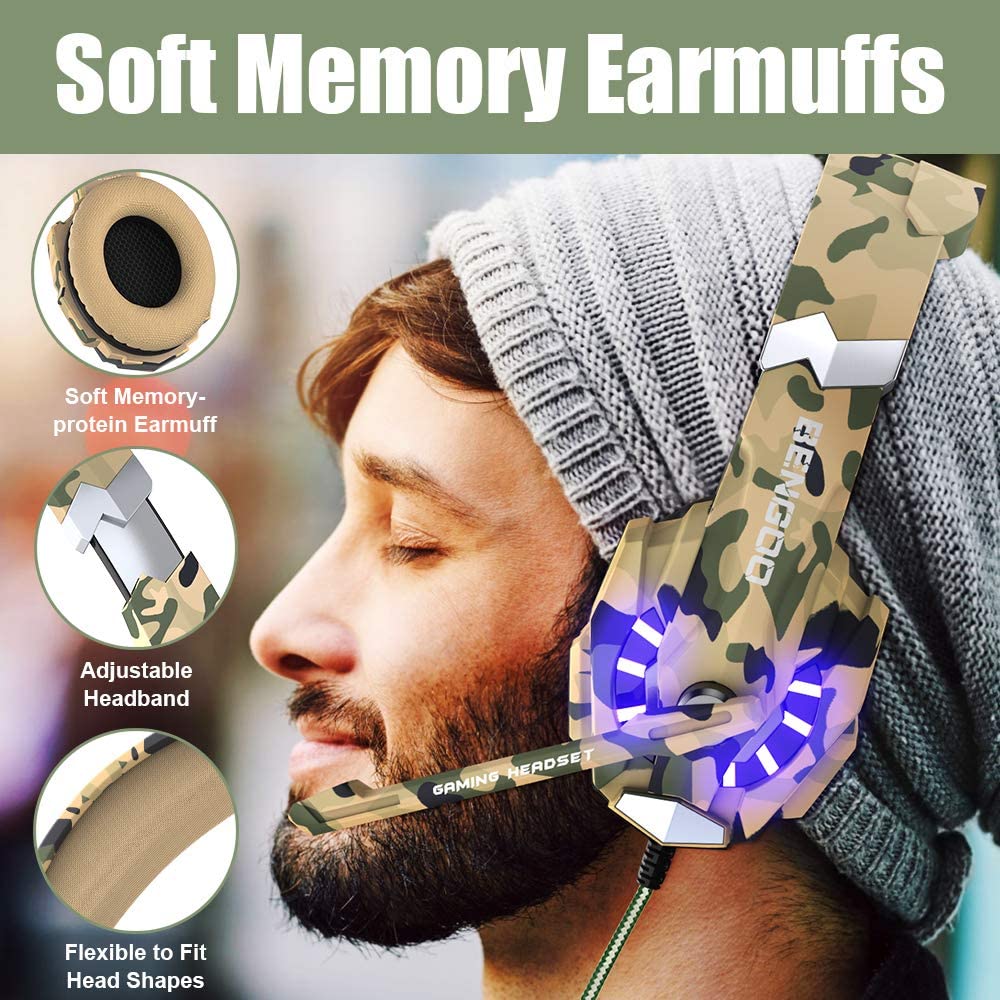 Soft Memory Earmuffs
Soft Memory-
protein Earmuff
Adjustable
Headband
Flexible to Fit
Head Shapes
BENGOO
GAMING HEADSET